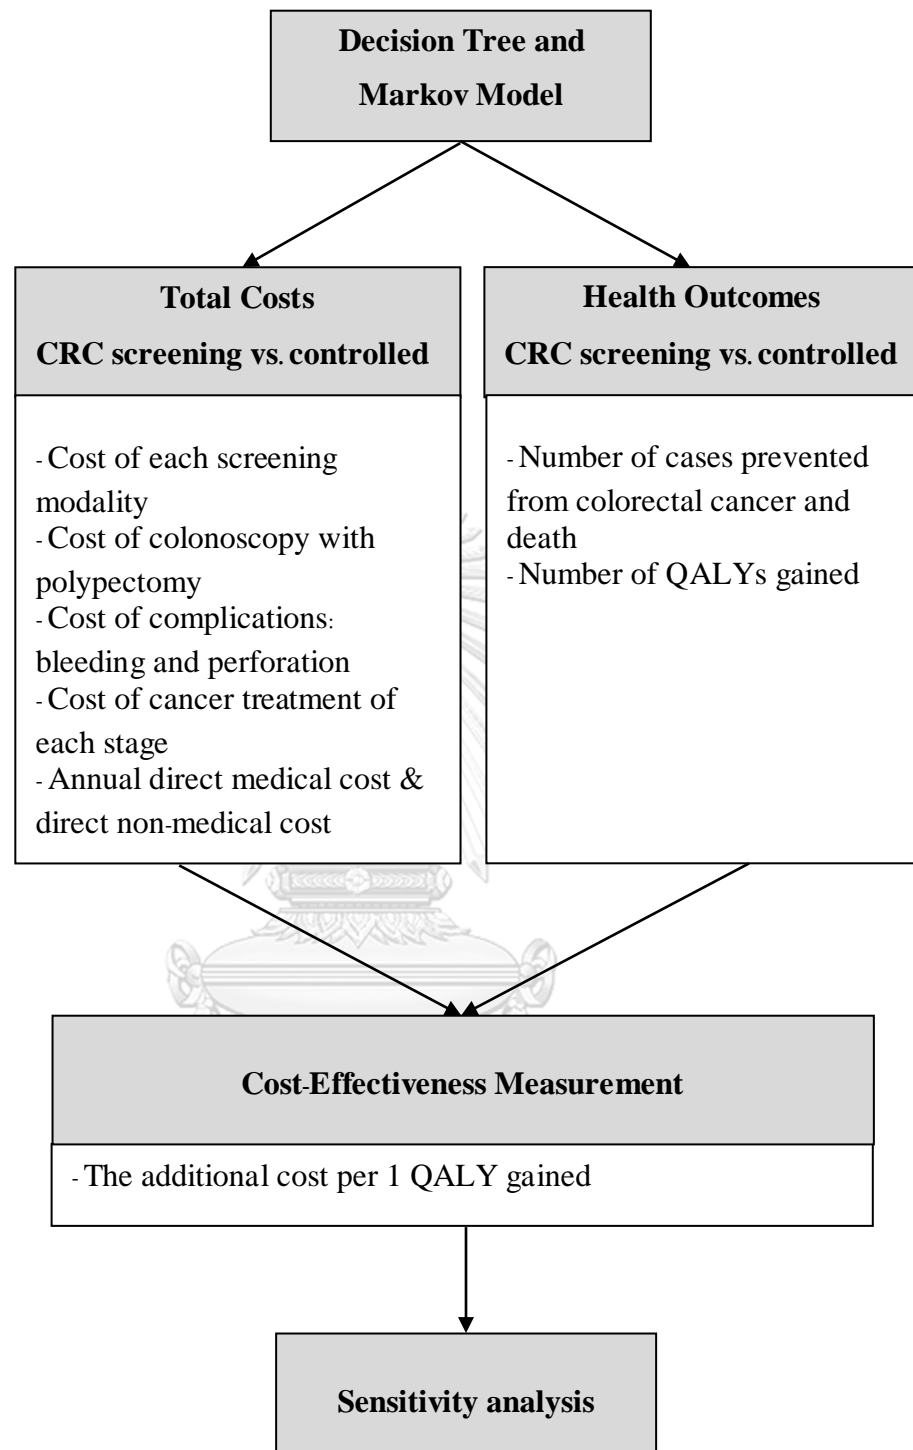 Decision Tree and
Markov Model
Total Costs
CRC screening vs. controlled
- Cost of each screening
modality
- Cost of colonoscopy with
polypectomy
- Cost of complications:
bleeding and perforation
- Cost of cancer treatment of
each stage
- Annual direct medical cost &
direct non-medical cost
Health Outcomes
CRC screening vs. controlled
- Number of cases prevented
from colorectal cancer and
death
- Number of QALYs gained
Cost-Effectiveness Measurement
- The additional cost per 1 QALY gained
Sensitivity analysis